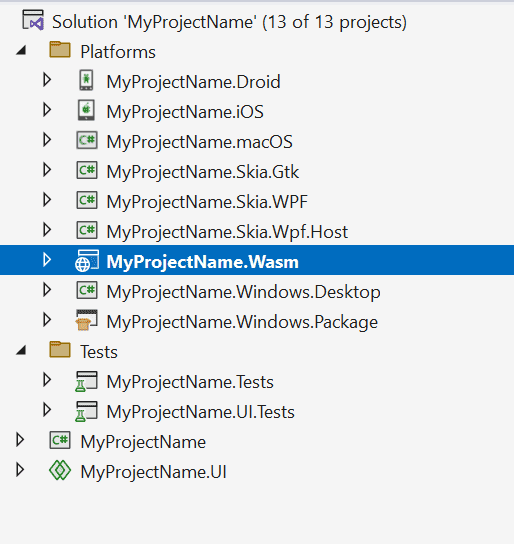 Solution 'MyProjectName' (13 of 13 projects)
Platforms
MyProjectName.Droid
MyProjectName.iOS
MyProjectName.macOS
MyProjectName.Skia.Gtk
MyProjectName.Skia.WPF
MyProjectName.Skia.Wpf.Host
MyProjectName.Wasm
MyProjectName.Windows.Desktop
MyProjectName.Windows.Package
Tests
MyProjectName.Tests
MyProjectName.UI.Tests
MyProjectName
MyProjectName.UI